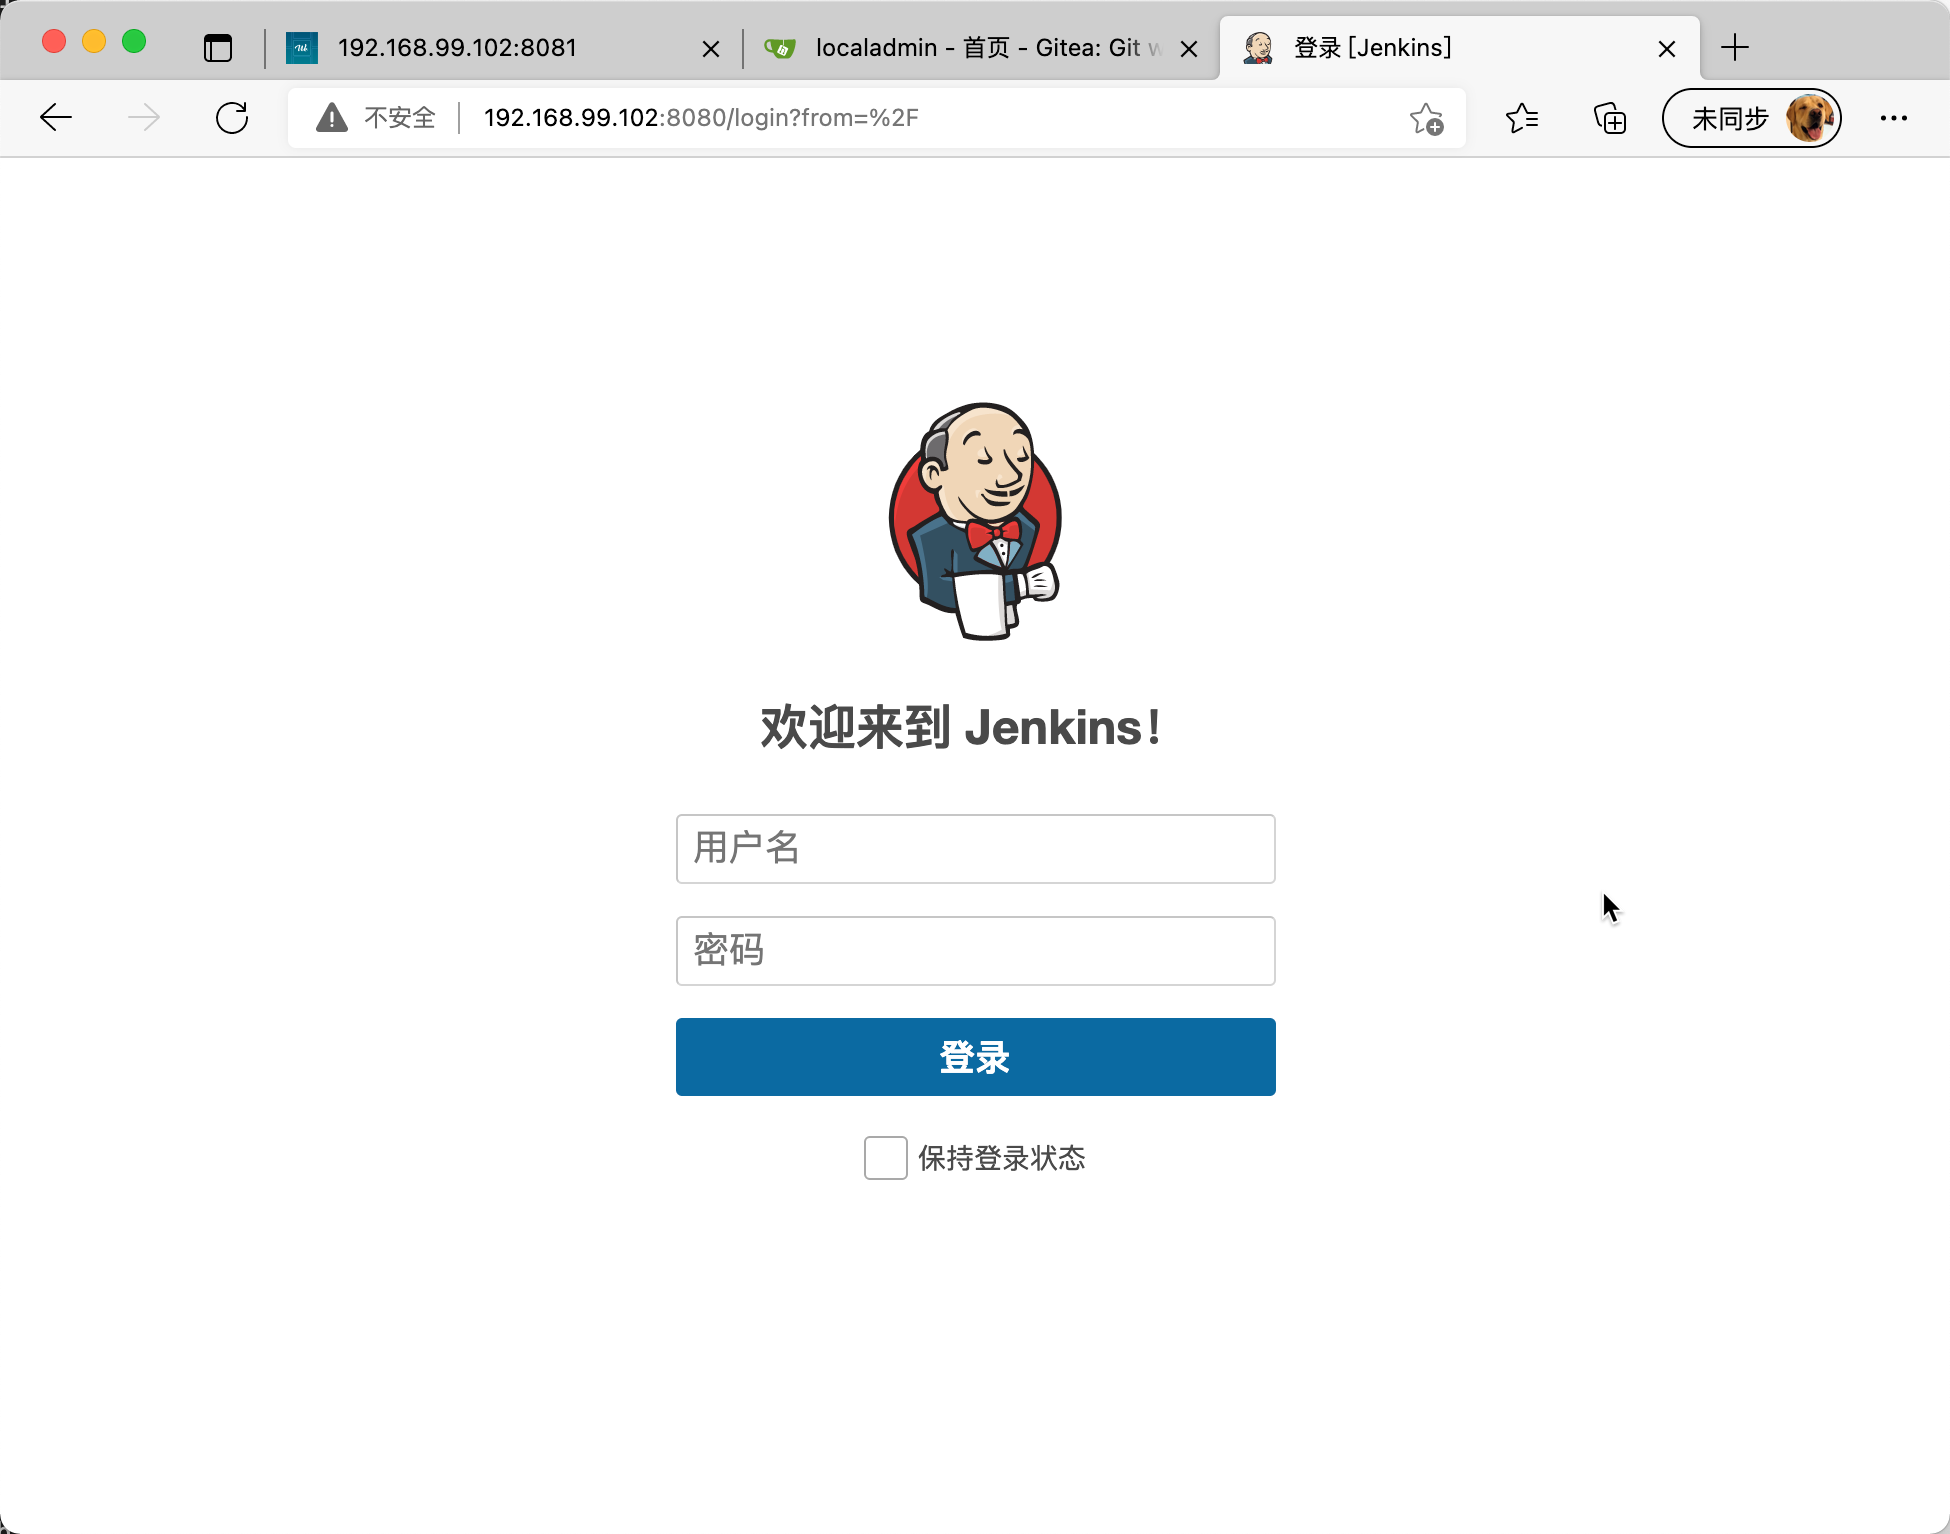 192.168.99.102:8081
localadmin - 首页 - Gitea: Git w
登录 [Jenkins]
不安全
192.168.99.102:8080/login?from=%2F
未同步
欢迎来到 Jenkins！
用户名
密码
登录
保持登录状态